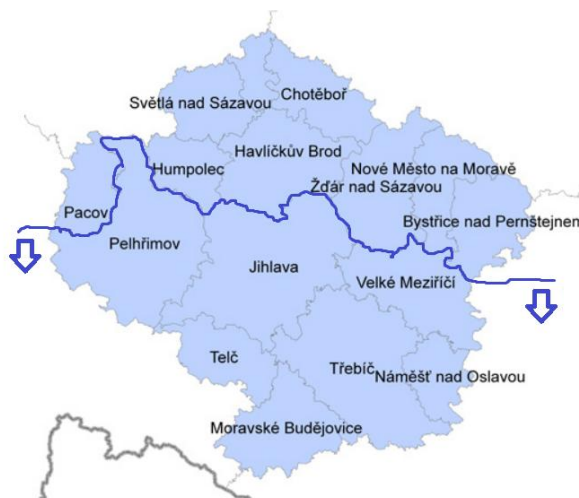 Chotěboř
Světlá nad Sázavou
Havlíčkův Brod
Humpolec
Nové Město na Moravě
Žďár nad Sázavou
Pacov
Bystřice nad Pernštejnem
Pelhřimov
Jihlava
Velké Meziříčí
Telč
Třebíč
Náměšť nad Oslavou
Moravské Budějovice